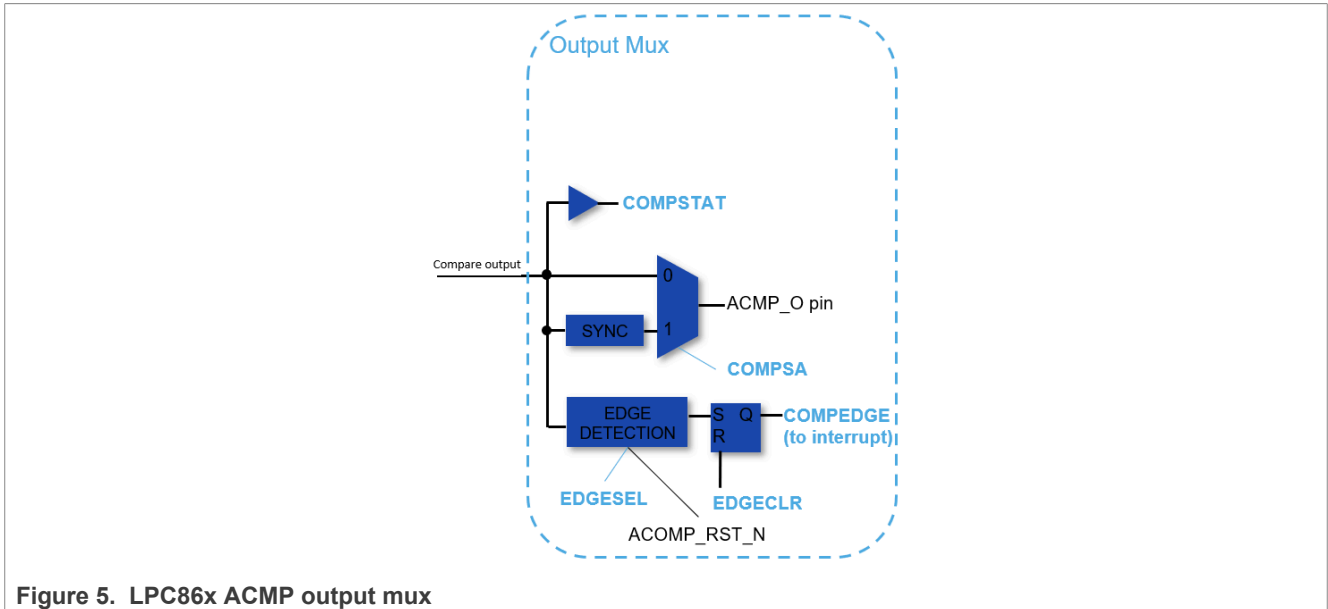 Output Mux
COMPSTAT
Compare output
0
ACMP_O pin
SYNC
1
COMPSA
EDGE
DETECTION
S Q
R
COMPEDGE
(to interrupt)
EDGESEL
EDGECLR
ACOMP_RST_N
Figure 5. LPC86x ACMP output mux